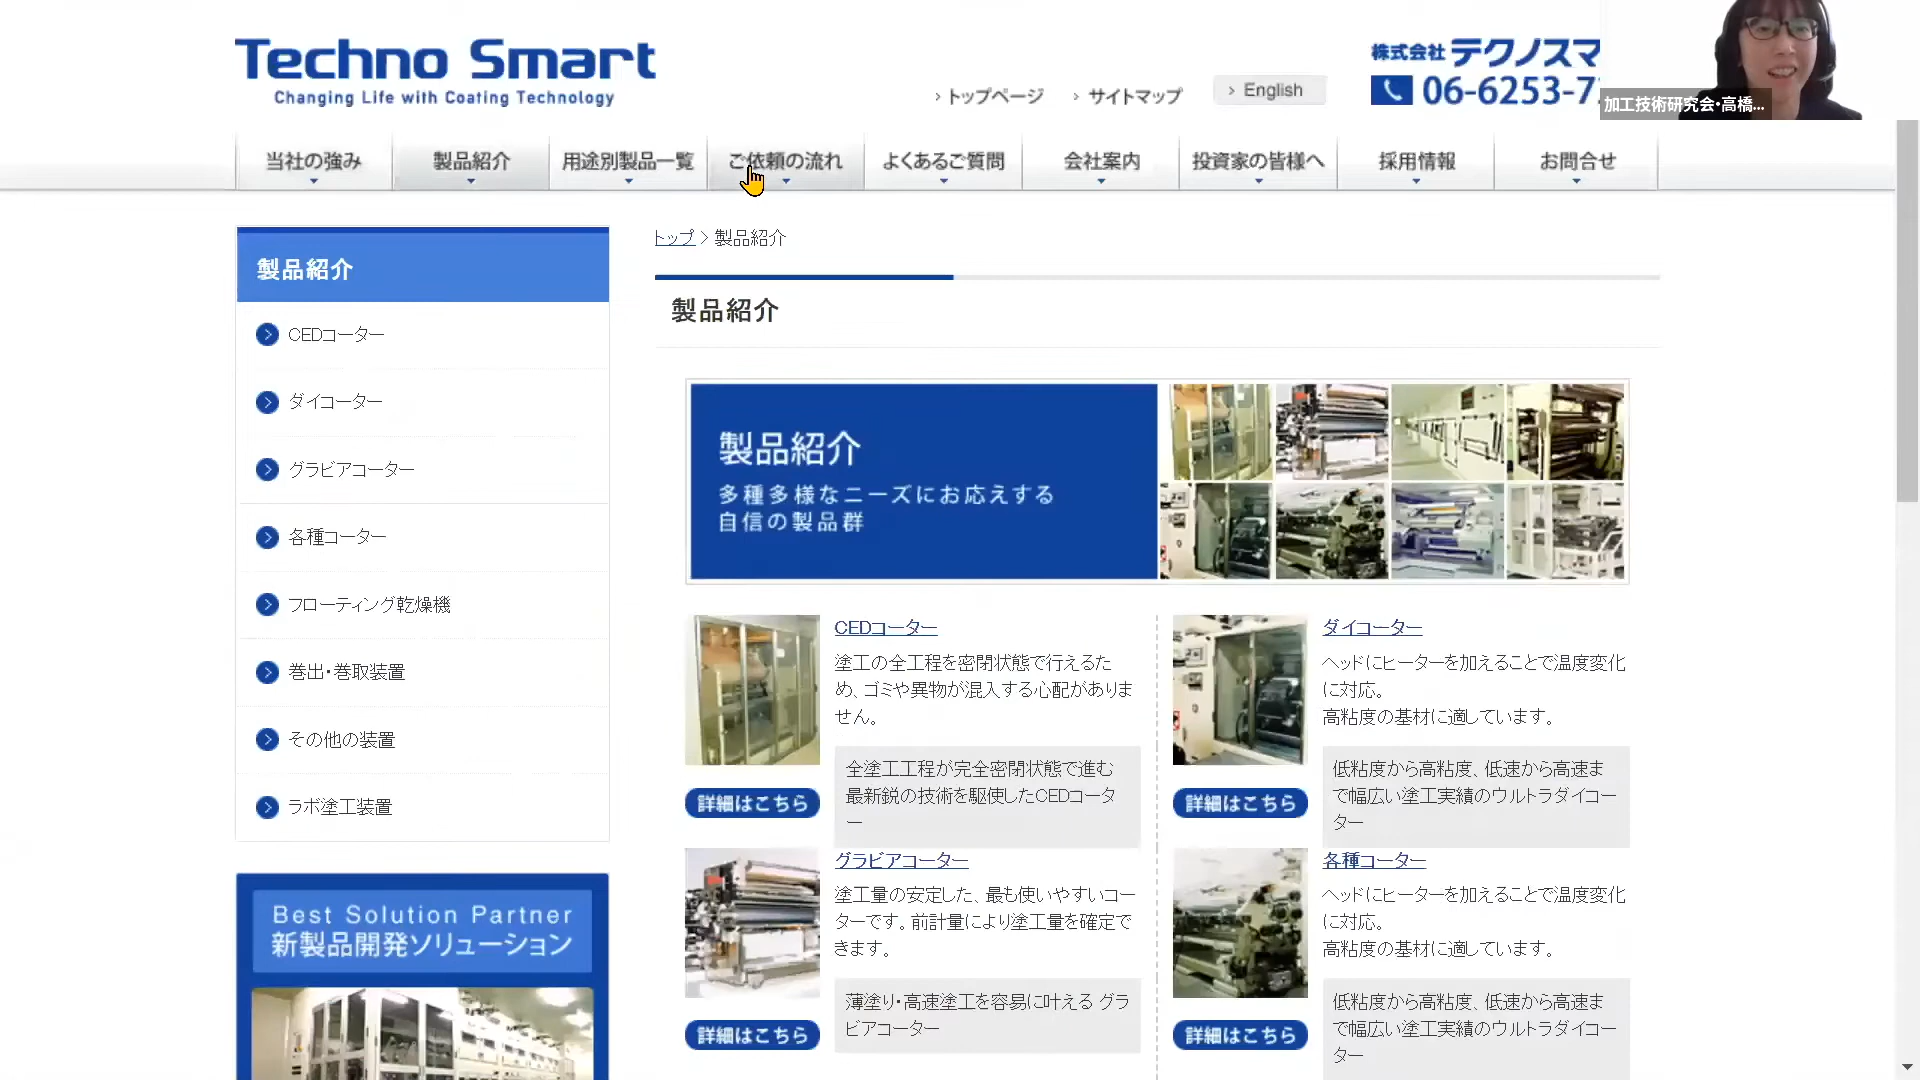 Techno Smart
Changing Life with Coating Technology
トップページ
サイトマップ
English
株式会社 テクノスマ
06-6253-7
加工技術研究会・高橋...
当社の強み
製品紹介
用途別製品一覧
ご依頼の流れ
よくあるご質問
会社案内
投資家の皆様へ
採用情報
お問合せ
製品紹介
CEDコーター
ダイコーター
グラビアコーター
各種コーター
フローティング乾燥機
巻出・巻取装置
その他の装置
ラボ塗工装置
Best Solution Partner
新製品開発ソリューション
トップ > 製品紹介
製品紹介
製品紹介
多種多様なニーズにお応えする
自信の製品群
CEDコーター
塗工の全工程を密閉状態で行えるた
め、ゴミや異物が混入する心配がありま
せん。
全塗工工程が完全密閉状態で進む
最新鋭の技術を駆使したCEDコータ
ー
詳細はこちら
ダイコーター
ヘッドにヒーターを加えることで温度変化
に対応。
高粘度の基材に適しています。
低粘度から高粘度、低速から高速ま
で幅広い塗工実績のウルトラダイコー
ター
詳細はこちら
グラビアコーター
塗工量の安定した、最も使いやすいコー
ターです。前計量により塗工量を確定で
きます。
薄塗り・高速塗工を容易に叶える グラ
ビアコーター
詳細はこちら
各種コーター
ヘッドにヒーターを加えることで温度変化
に対応。
高粘度の基材に適しています。
低粘度から高粘度、低速から高速ま
で幅広い塗工実績のウルトラダイコー
ター
詳細はこちら